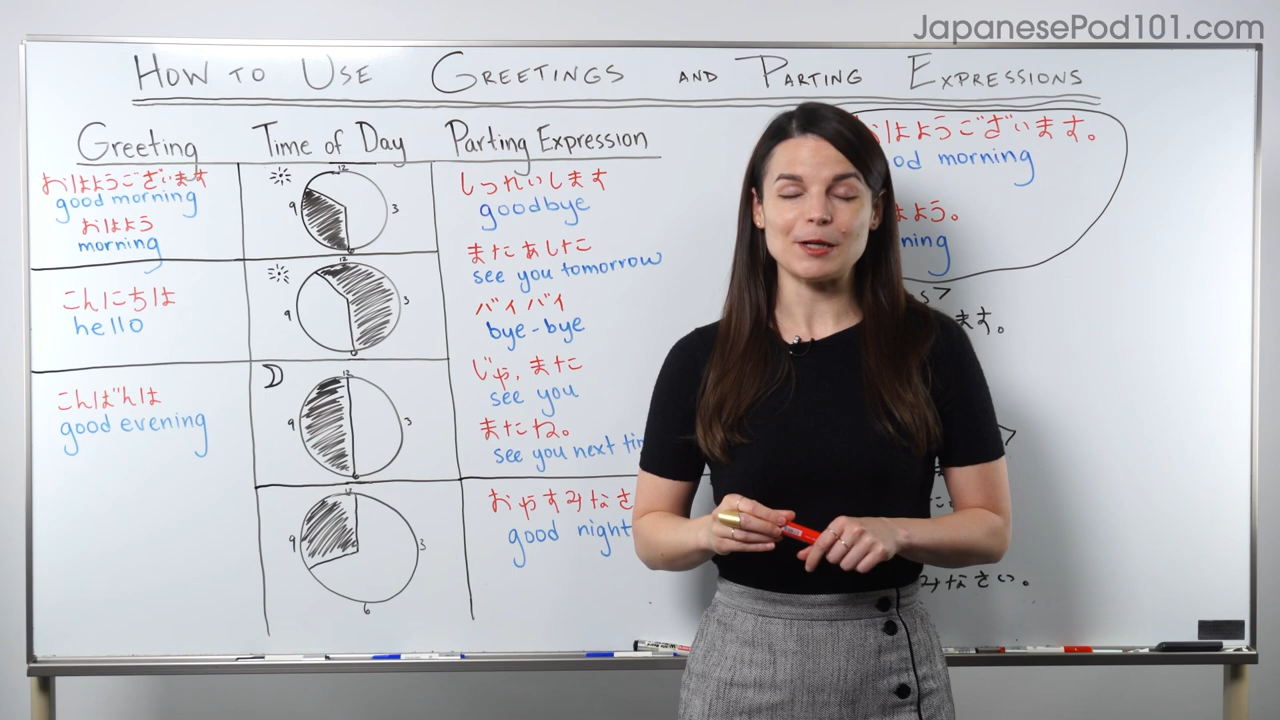 JapanesePod101.com
HOW TO USE GREETINGS AND PARTING EXPRESSIONS
Greeting
Time of Day
Parting Expression
おはようございます
good morning
おはよう
morning
12
9
3
6
しつれいします
goodbye
またあした
see you tomorrow
バイバイ
bye-bye
じゃ、また
see you
またね。
see you next
こんにちは
hello
12
9
3
6
こんばんは
good evening
12
9
3
6
12
9
3
6
おやすみなさ
good night
おはようございます。
od morning
よう。
ning
s>
ます。
みなさい。